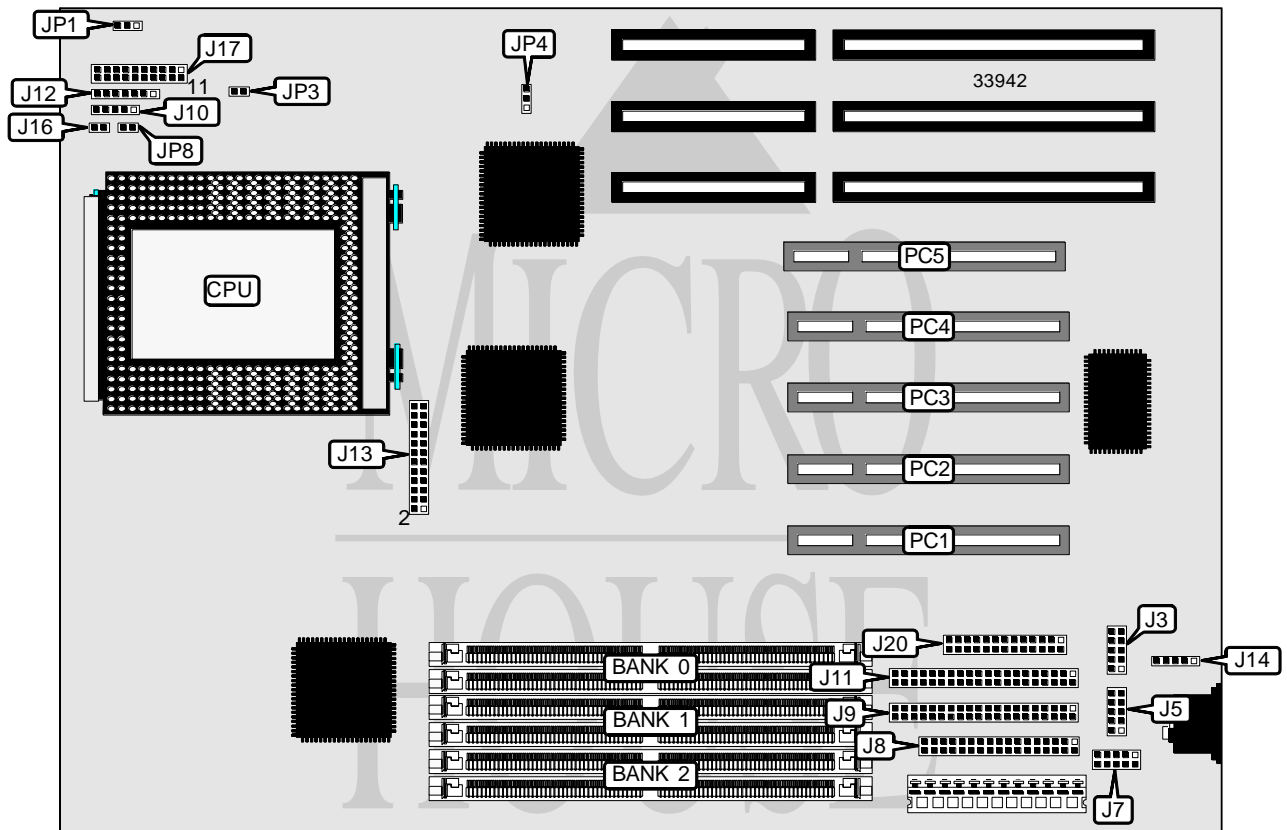 JP1
J17
JP4
J12
11
JP3
33942
J10
J16
JP8
PC5
CPU
PC4
MICRO
PC3
J13
PC2
2
PC1
HOUSE
J3
J20
BANK 0
J14
J11
BANK 1
J9
J5
J8
BANK 2
J7